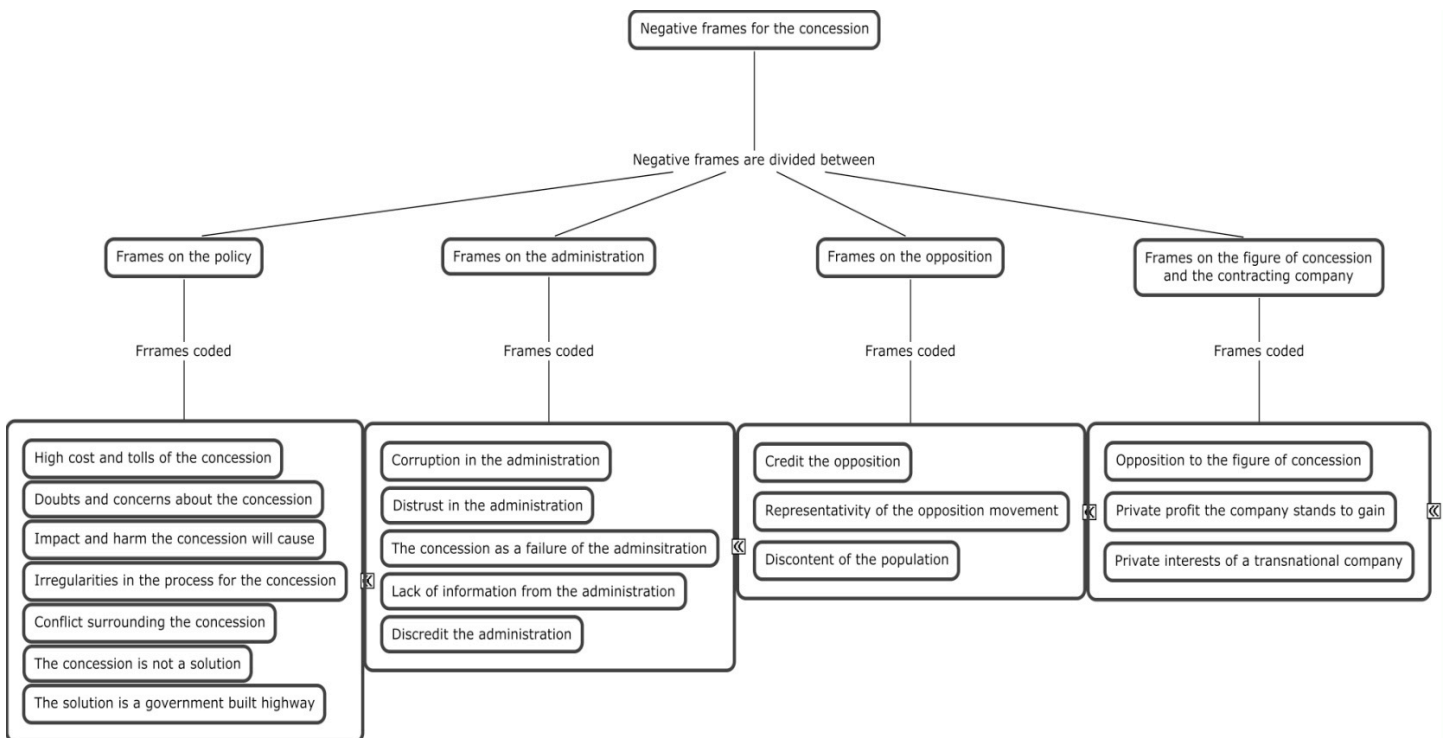 Negative frames for the concession
Negative frames are divided between
Frames on the policy
Frames on the administration
Frames on the opposition
Frames on the figure of concession
and the contracting company
Frrames coded
Frames coded
Frames coded
Frames coded
High cost and tolls of the concession
Doubts and concerns about the concession
Impact and harm the concession will cause
Irregularities in the process for the concession
Conflict surrounding the concession
The concession is not a solution
The solution is a government built highway
Corruption in the administration
Distrust in the administration
The concession as a failure of the adminsitration
Lack of information from the administration
Discredit the administration
Credit the opposition
Representativity of the opposition movement
Discontent of the population
Opposition to the figure of concession
Private profit the company stands to gain
Private interests of a transnational company